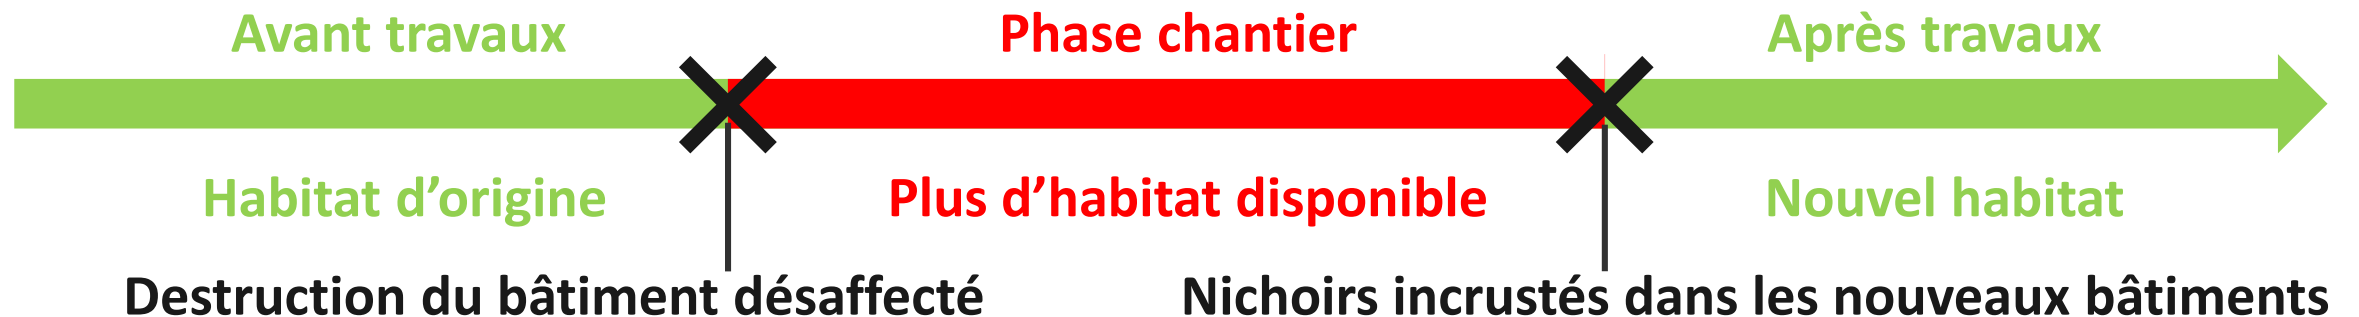 Avant travaux
Phase chantier
Après travaux
Habitat d’origine
Plus d’habitat disponible
Nouvel habitat
Destruction du bâtiment désaffecté
Nichoirs incrustés dans les nouveaux bâtiments